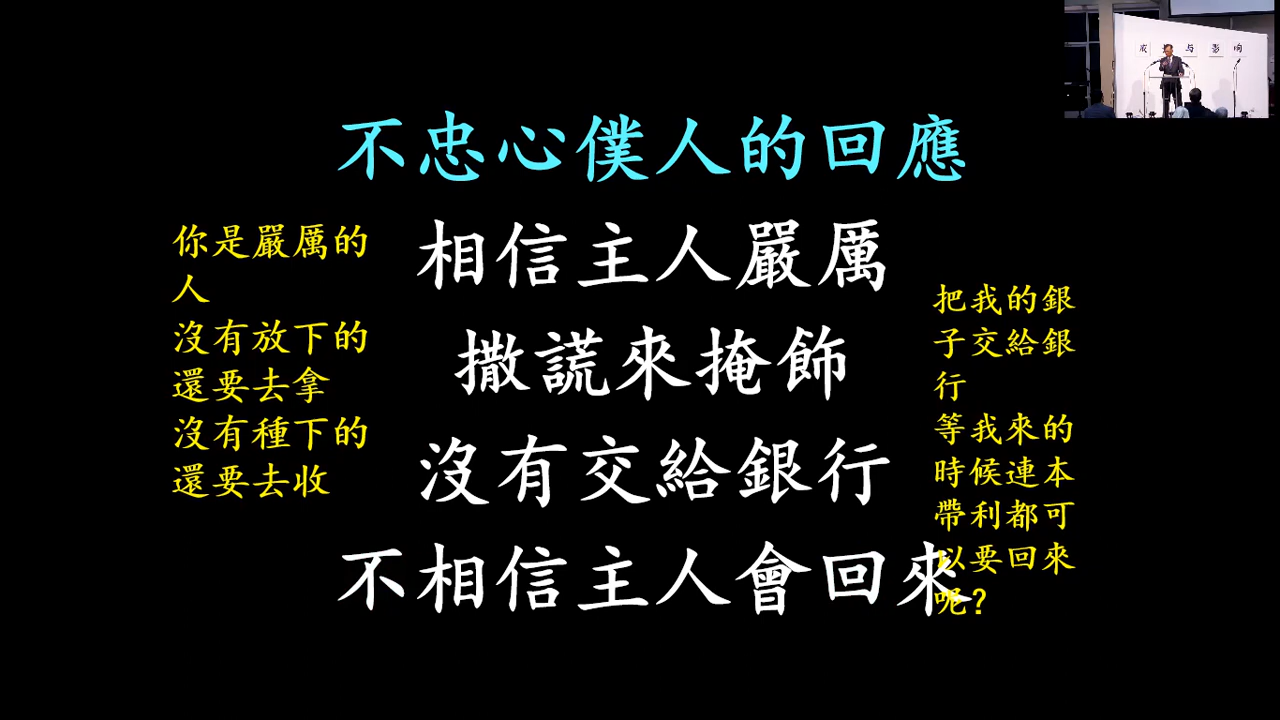 不忠心僕人的回應
你是嚴厲的
人
沒有放下的
還要去拿
沒有種下的
還要去收
相信主人嚴厲
撒謊來掩飾
沒有交給銀行
不相信主人會回來
把我的銀
子交給銀
行
等我來的
時候連本
帶利都可
以要回來
呢？
与影响